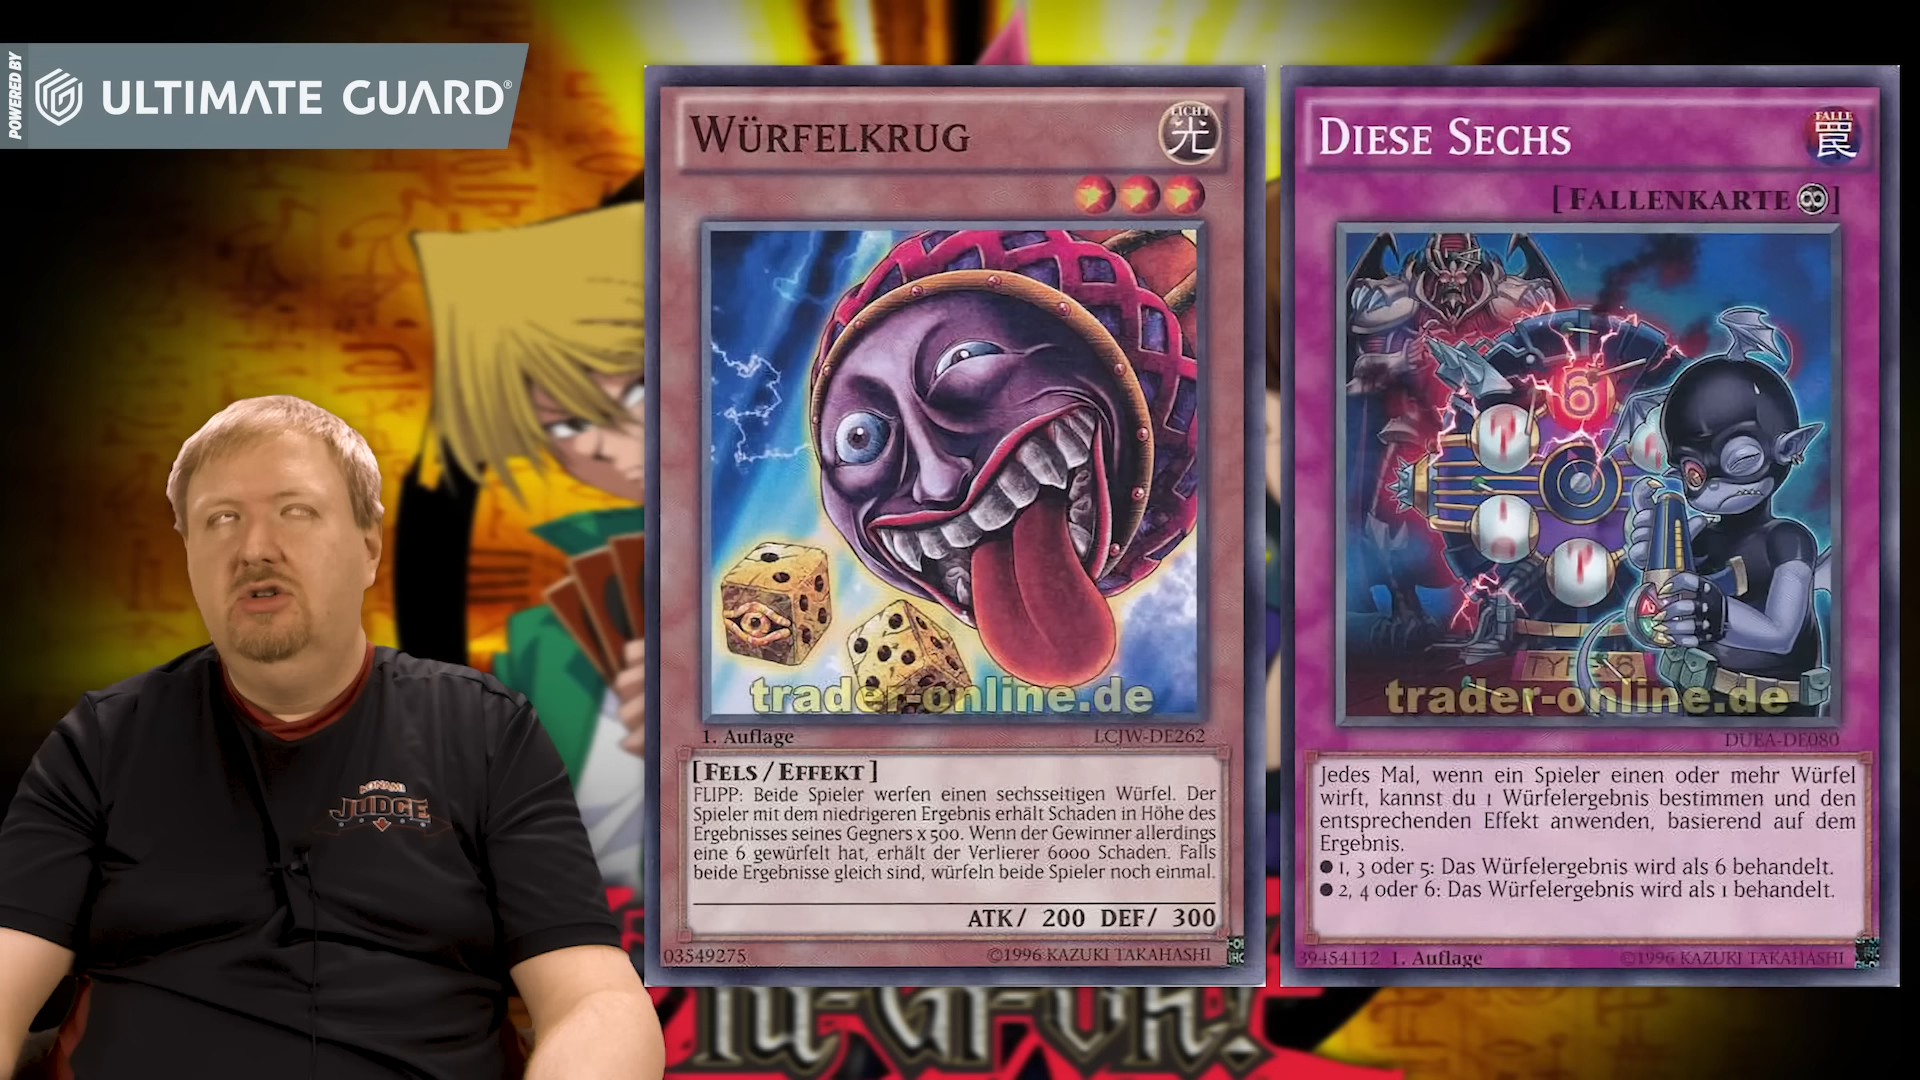 POWERED BY
ULTIMATE GUARD®
WÜRFELKRUG
LICHT
光
trader-online.de
1. Auflage
LCJW-DE262
[FELS/EFFEKT]
FLIPP: Beide Spieler werfen einen sechsseitigen Würfel. Der
Spieler mit dem niedrigeren Ergebnis erhält Schaden in Höhe des
Ergebnisses seines Gegners x 500. Wenn der Gewinner allerdings
eine 6 gewürfelt hat, erhält der Verlierer 6000 Schaden. Falls
beide Ergebnisse gleich sind, würfeln beide Spieler noch einmal.
ATK/ 200 DEF/ 300
03549275
©1996 KAZUKI TAKAHASHI
DIESE SECHS
FALLE
罠
[FALLENKARTE∞]
6
TYPE-6
trader-online.de
DUEA-DE080
Jedes Mal, wenn ein Spieler einen oder mehr Würfel
wirft, kannst du 1 Würfelergebnis bestimmen und den
entsprechenden Effekt anwenden, basierend auf dem
Ergebnis.
●1, 3 oder 5: Das Würfelergebnis wird als 6 behandelt.
●2, 4 oder 6: Das Würfelergebnis wird als 1 behandelt.
39454112 1. Auflage
©1996 KAZUKI TAKAHASHI
KONAMI
JUDGE
Yu-Gi-Oh!